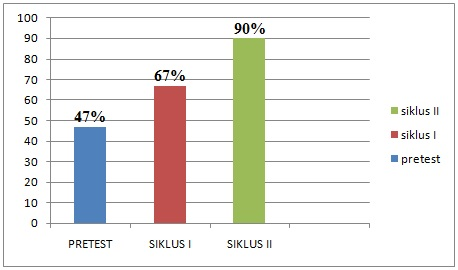 100
90
80
70
60
50
40
30
20
10
0
47%
67%
90%
PRETEST
SIKLUS I
SIKLUS II
siklus II
siklus I
pretest